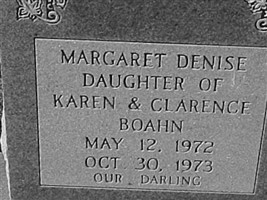 MARGARET DENISE
DAUGHTER OF
KAREN & CLARENCE
BOAHN
MAY 12, 1972
OCT 30, 1973
OUR DARLING